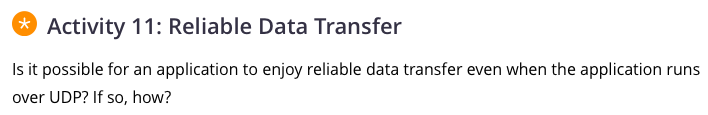 * Activity 11: Reliable Data Transfer
Is it possible for an application to enjoy reliable data transfer even when the application runs
over UDP? If so, how?